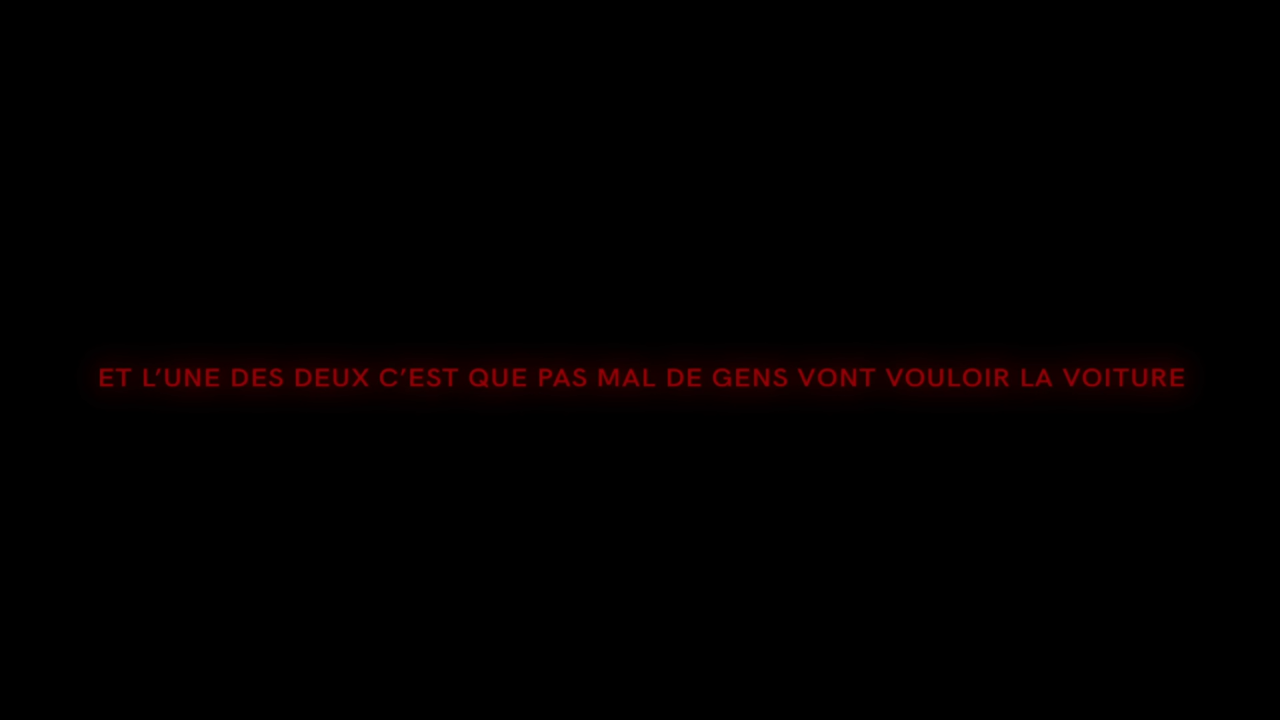 ET L’UNE DES DEUX C’EST QUE PAS MAL DE GENS VONT VOULOIR LA VOITURE